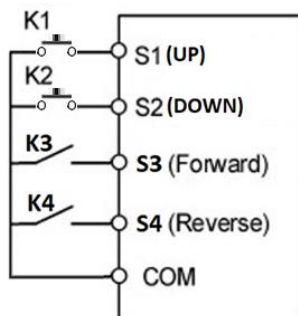 K1
S1 (UP)
K2
S2 (DOWN)
K3
S3 (Forward)
K4
S4 (Reverse)
COM